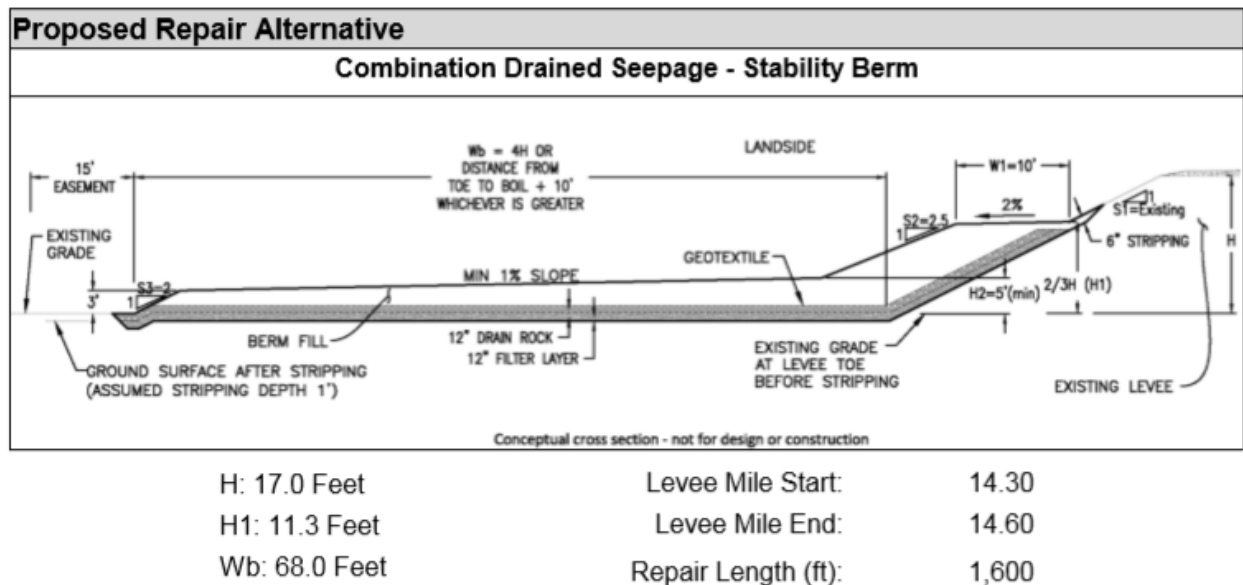 Proposed Repair Alternative
Combination Drained Seepage - Stability Berm
15'
EASEMENT
Wb = 4H OR
DISTANCE FROM
TOE TO BOIL + 10'
WHICHEVER IS GREATER
LANDSIDE
W1=10'
2%
1
S1=Existing
H
S2=2.5
1
6" STRIPPING
EXISTING
GRADE
GEOTEXTILE
MIN 1% SLOPE
S3=2
1
3'
H2=5'(min)
2/3H (H1)
BERM FILL
12" DRAIN ROCK
12" FILTER LAYER
EXISTING GRADE
AT LEVEE TOE
BEFORE STRIPPING
GROUND SURFACE AFTER STRIPPING
(ASSUMED STRIPPING DEPTH 1')
EXISTING LEVEE
Conceptual cross section - not for design or construction
H: 17.0 Feet
Levee Mile Start: 14.30
H1: 11.3 Feet
Levee Mile End: 14.60
Wb: 68.0 Feet
Repair Length (ft): 1,600